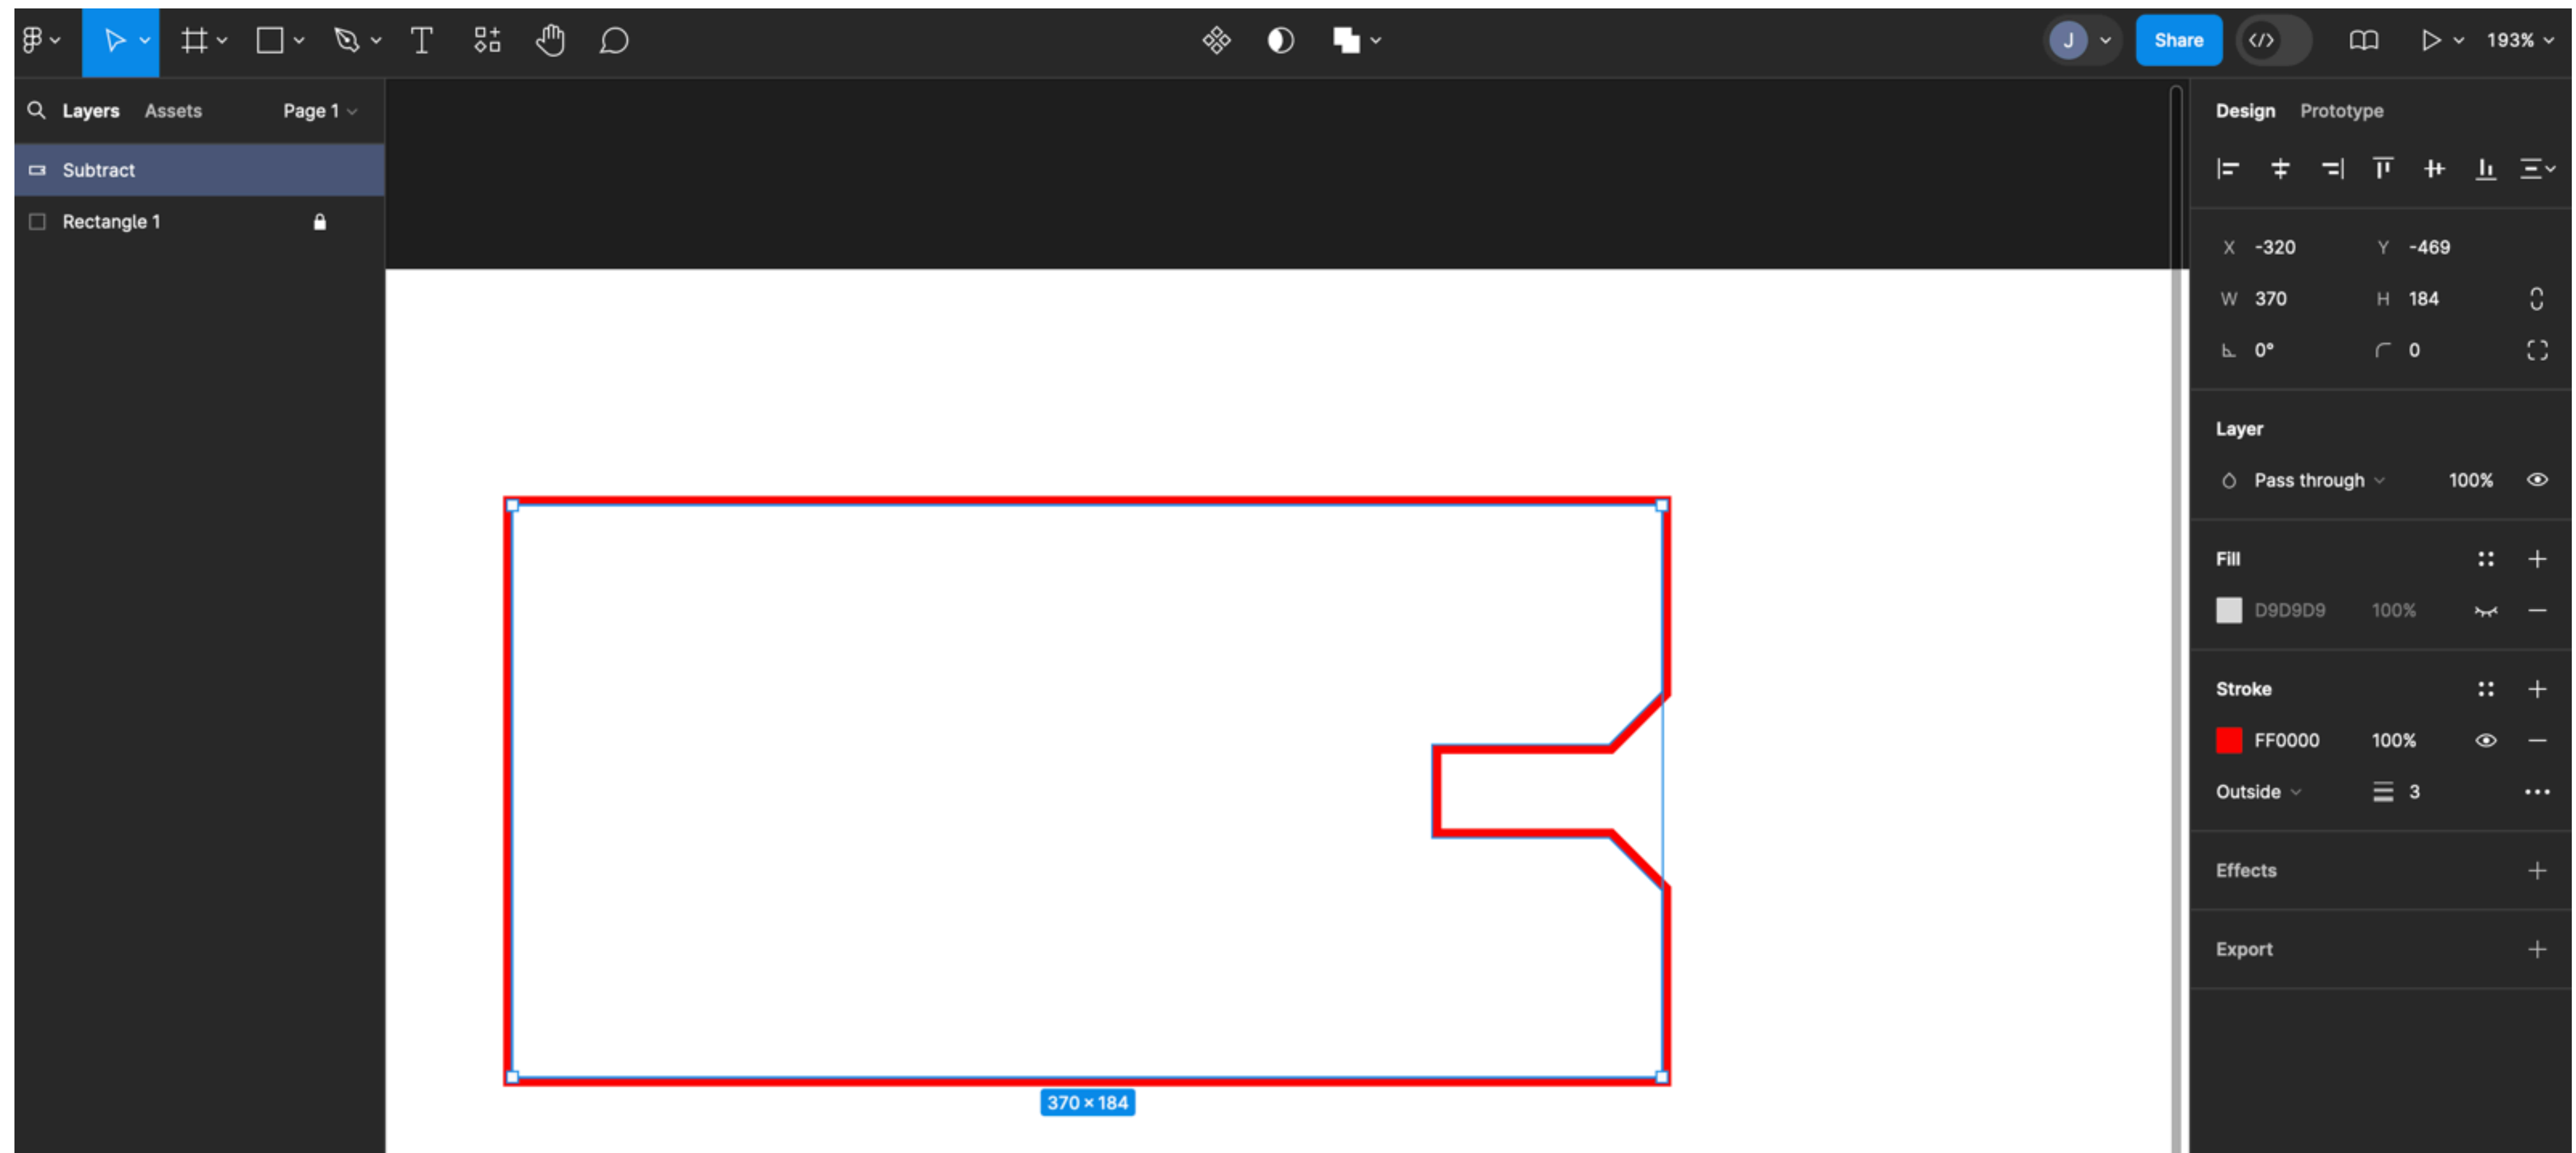 J
Share
193%
Layers Assets Page 1
Subtract
Rectangle 1
370 × 184
Design Prototype
X -320 Y -469
W 370 H 184
0° 0
Layer
Pass through 100%
Fill
D9D9D9 100%
Stroke
FF0000 100%
Outside 3
Effects
Export